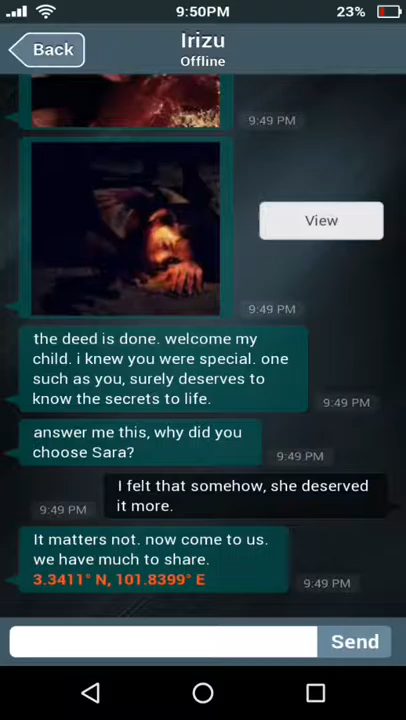 9:50PM
23%
Back
Irizu
Offline
9:49 PM
View
9:49 PM
the deed is done. welcome my
child. i knew you were special. one
such as you, surely deserves to
know the secrets to life.
9:49 PM
answer me this, why did you
choose Sara?
9:49 PM
I felt that somehow, she deserved
it more.
9:49 PM
It matters not. now come to us.
we have much to share.
3.3411° N, 101.8399° E
9:49 PM
Send